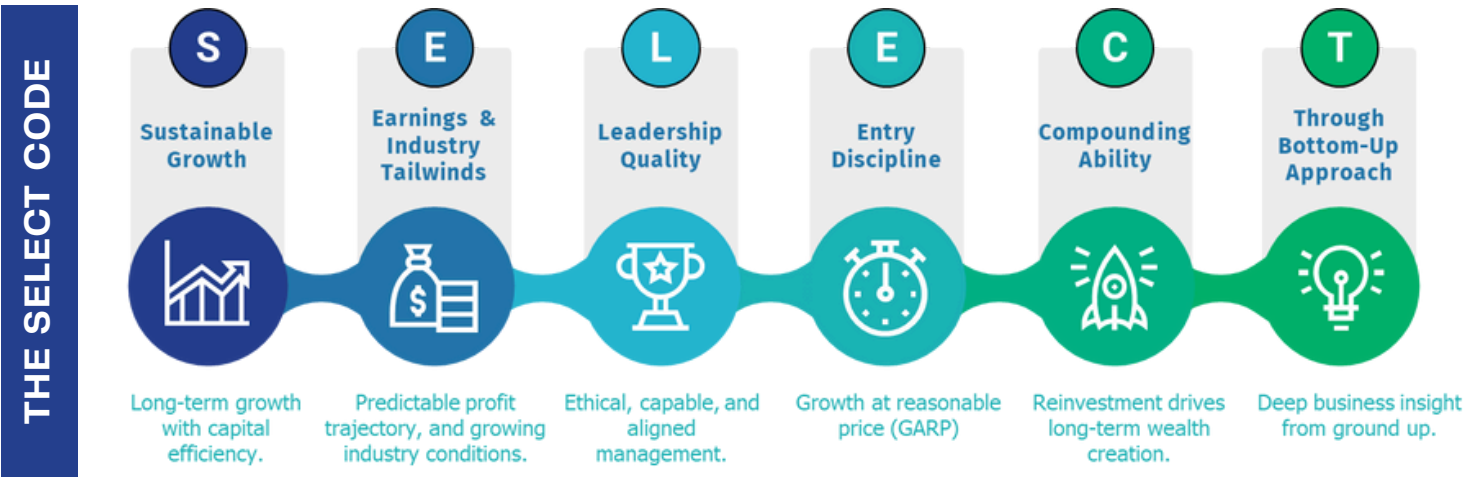 THE SELECT CODE
S
Sustainable
Growth
Long-term growth
with capital
efficiency.
E
Earnings &
Industry
Tailwinds
$
Predictable profit
trajectory, and growing
industry conditions.
L
Leadership
Quality
Ethical, capable, and
aligned
management.
E
Entry
Discipline
Growth at reasonable
price (GARP)
C
Compounding
Ability
Reinvestment drives
long-term wealth
creation.
T
Through
Bottom-Up
Approach
Deep business insight
from ground up.